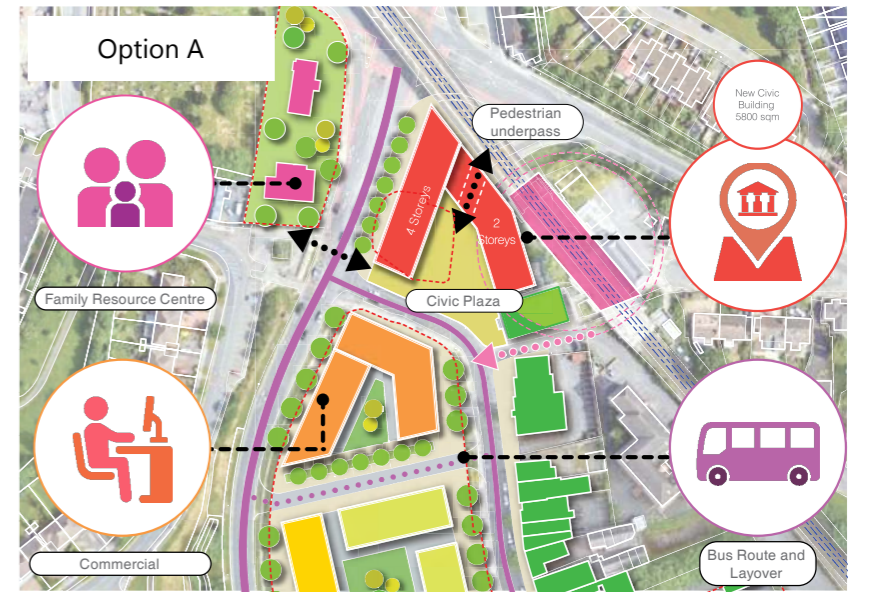 Option A
Pedestrian
underpass
New Civic
Building
5800 sqm
4 Storeys
2
Storeys
Family Resource Centre
Civic Plaza
Commercial
Bus Route and
Layover